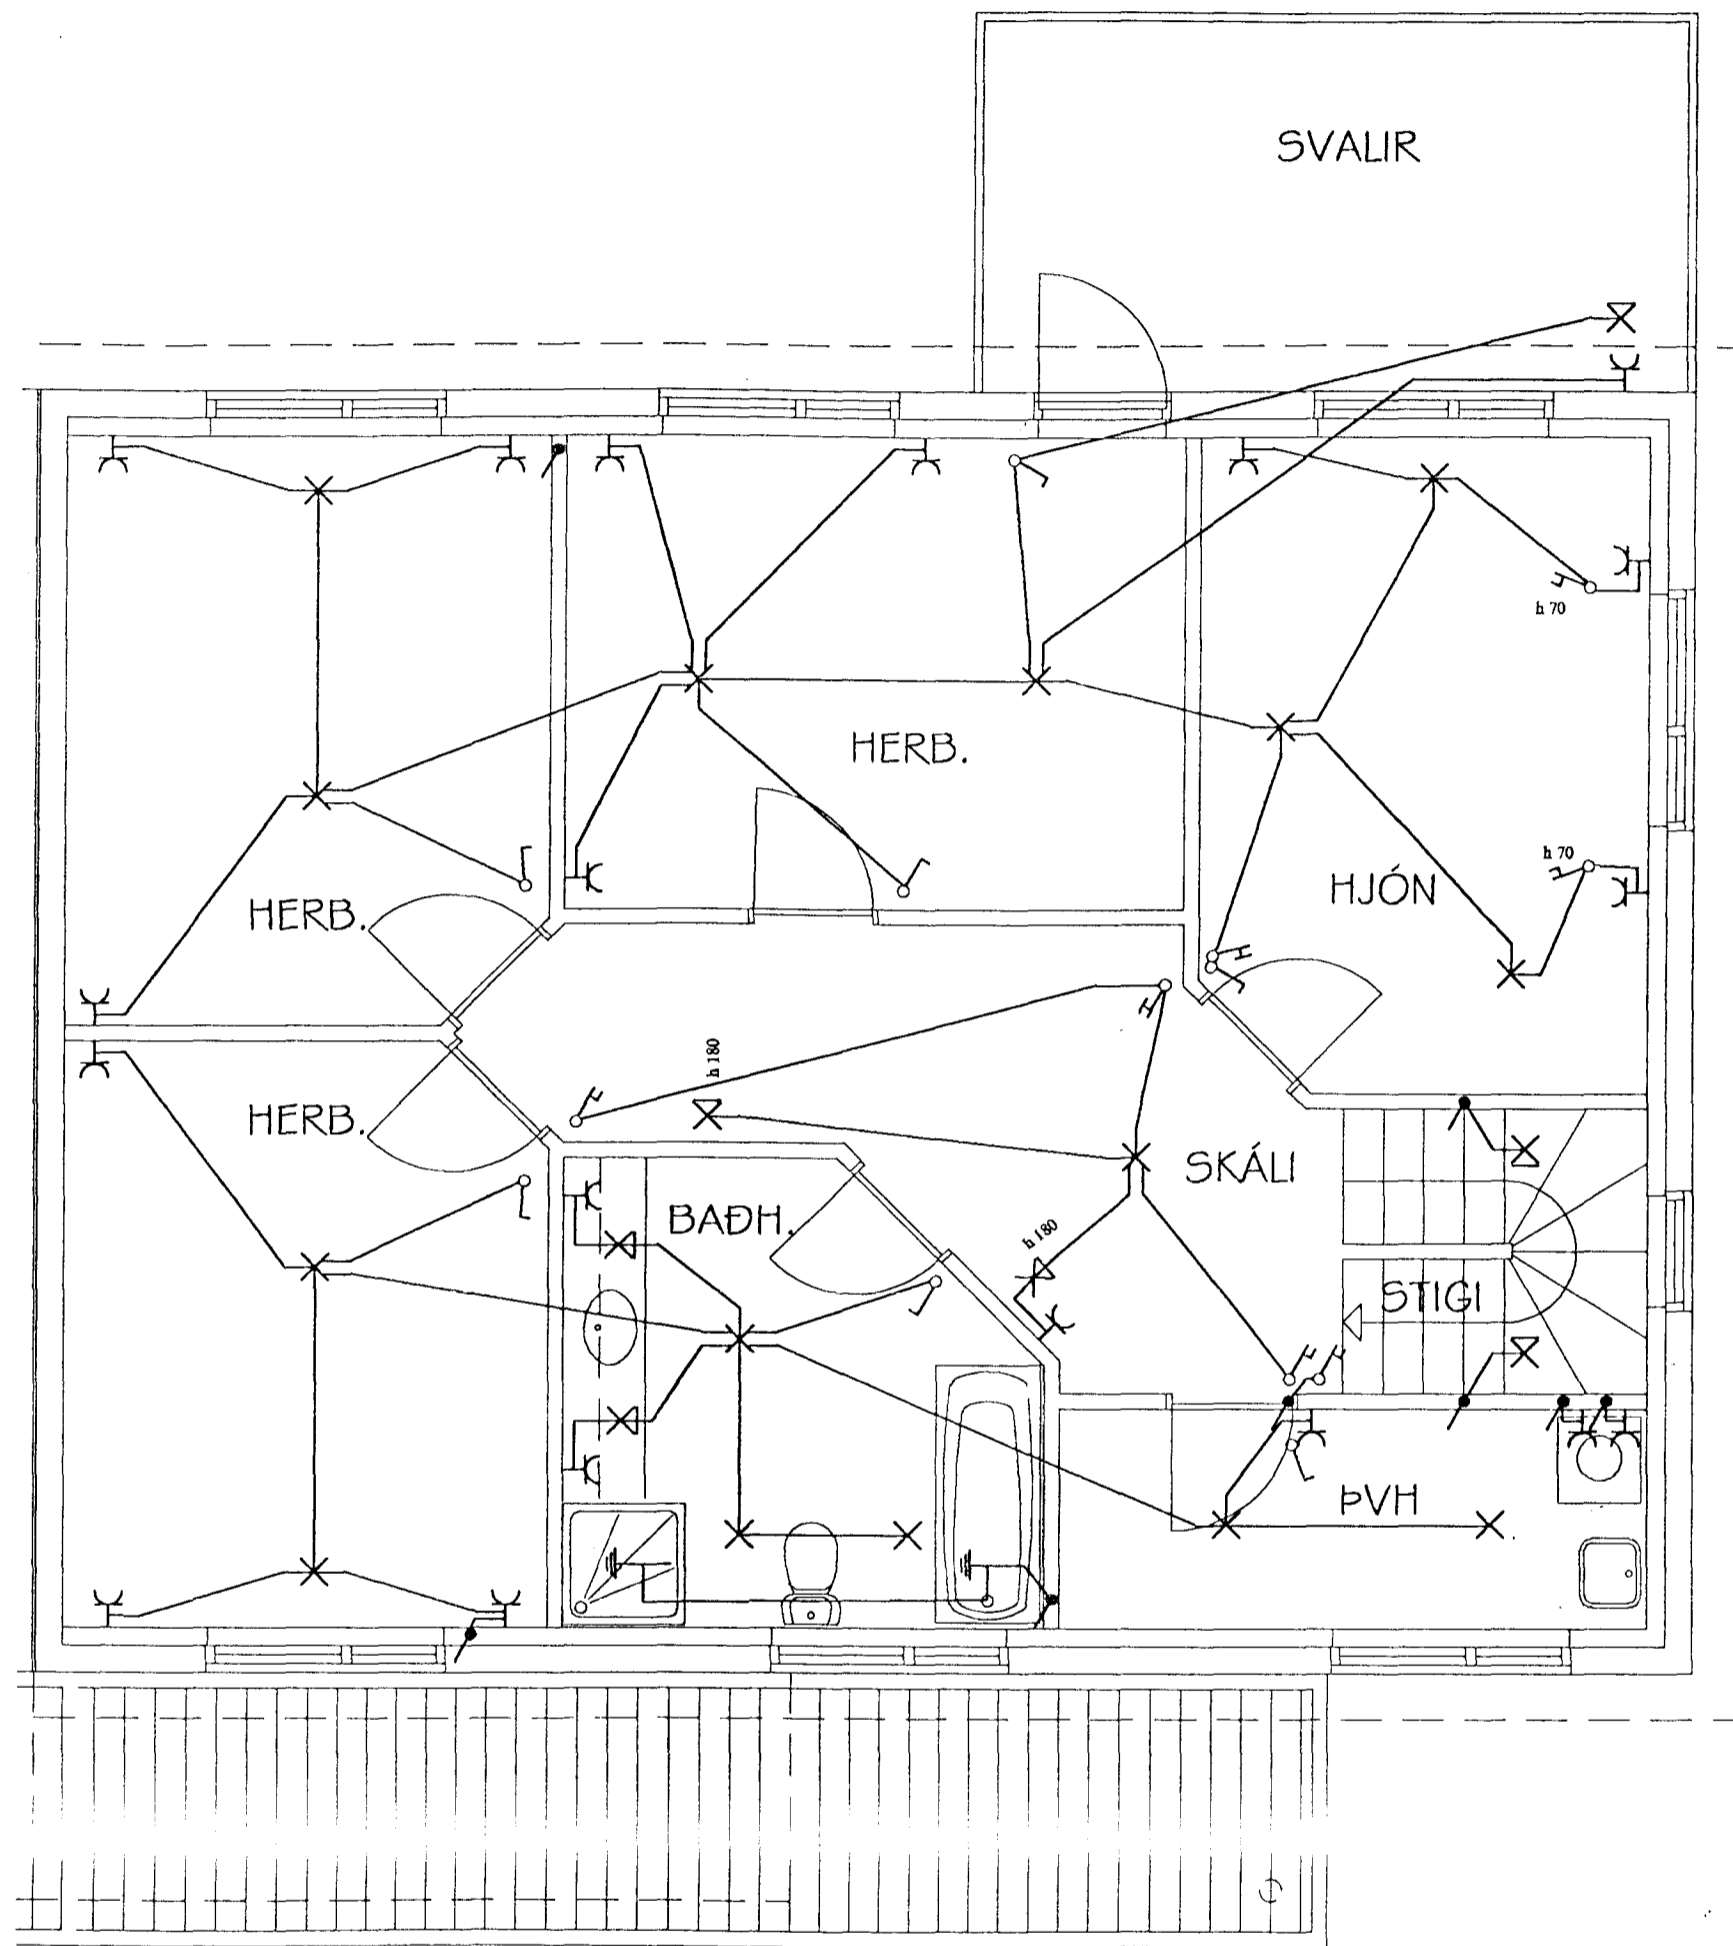 SVALIR
h 70
HERB.
h 70
HJÓN
HERB.
h 180
HERB.
SKÁLI
BAÐH.
h 180
STIGI
ÞVH